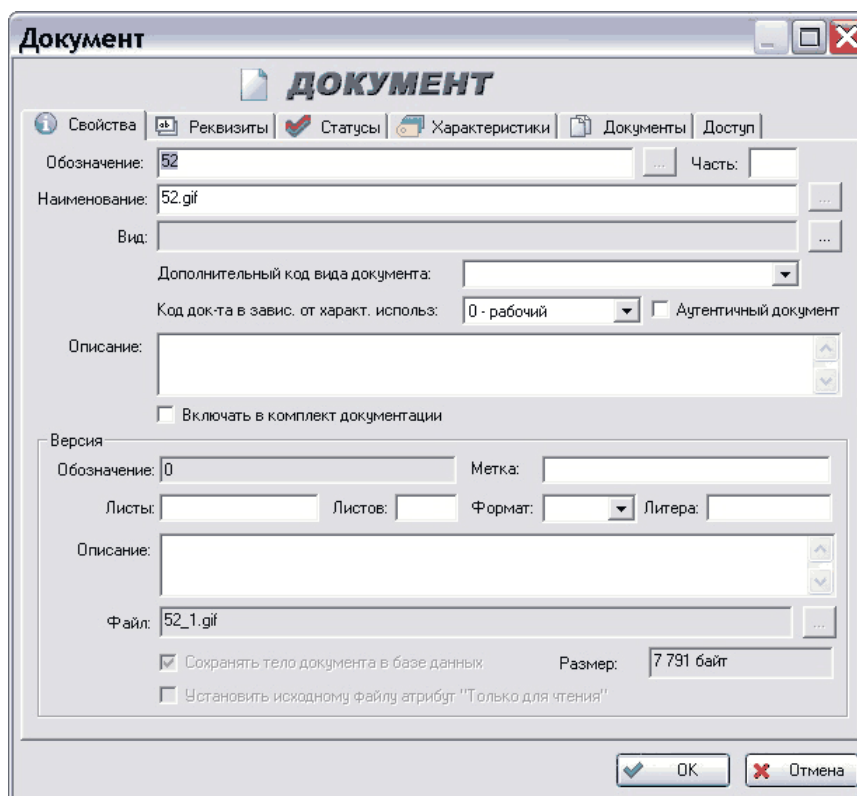 Документ
ДОКУМЕНТ
Свойства Реквизиты Статусы Характеристики Документы Доступ
Обозначение: 52 ... Часть:
Наименование: 52.gif ...
Вид: ...
Дополнительный код вида документа:
Код док-та в завис. от характ. использ: 0 - рабочий Аутентичный документ
Описание:
Включать в комплект документации
Версия
Обозначение: 0 Метка:
Листы: Листов: Формат: Литера:
Описание:
Файл: 52_1.gif ...
Сохранять тело документа в базе данных Размер: 7 791 байт
Установить исходному файлу атрибут "Только для чтения"
OK Отмена